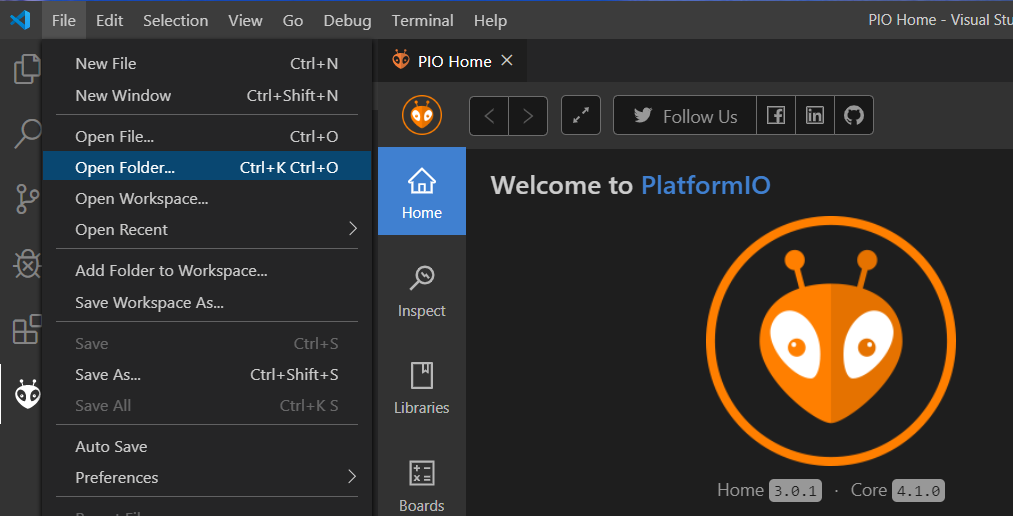 File Edit Selection View Go Debug Terminal Help PIO Home - Visual Stu
New File Ctrl+N
New Window Ctrl+Shift+N
Open File... Ctrl+O
Open Folder... Ctrl+K Ctrl+O
Open Workspace...
Open Recent
Add Folder to Workspace...
Save Workspace As...
Save Ctrl+S
Save As... Ctrl+Shift+S
Save All Ctrl+K S
Auto Save
Preferences
PIO Home
Follow Us
Home
Inspect
Libraries
Boards
Welcome to PlatformIO
Home 3.0.1 · Core 4.1.0